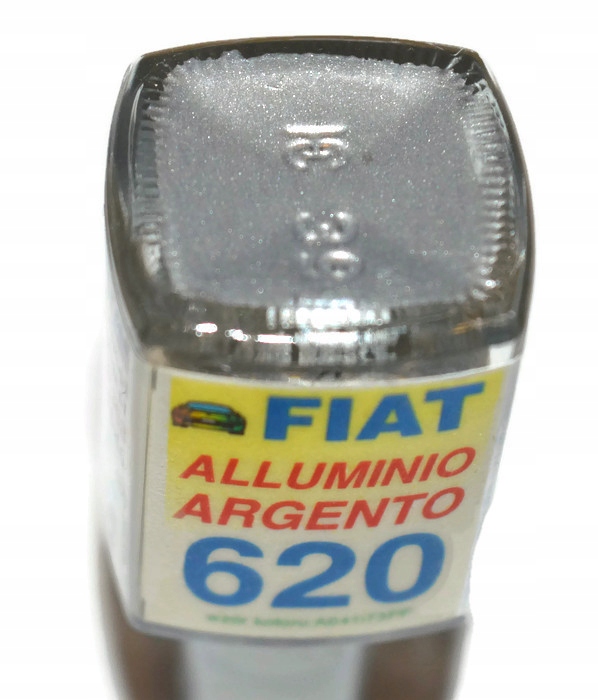 FIAT
ALLUMINIO
ARGENTO
620